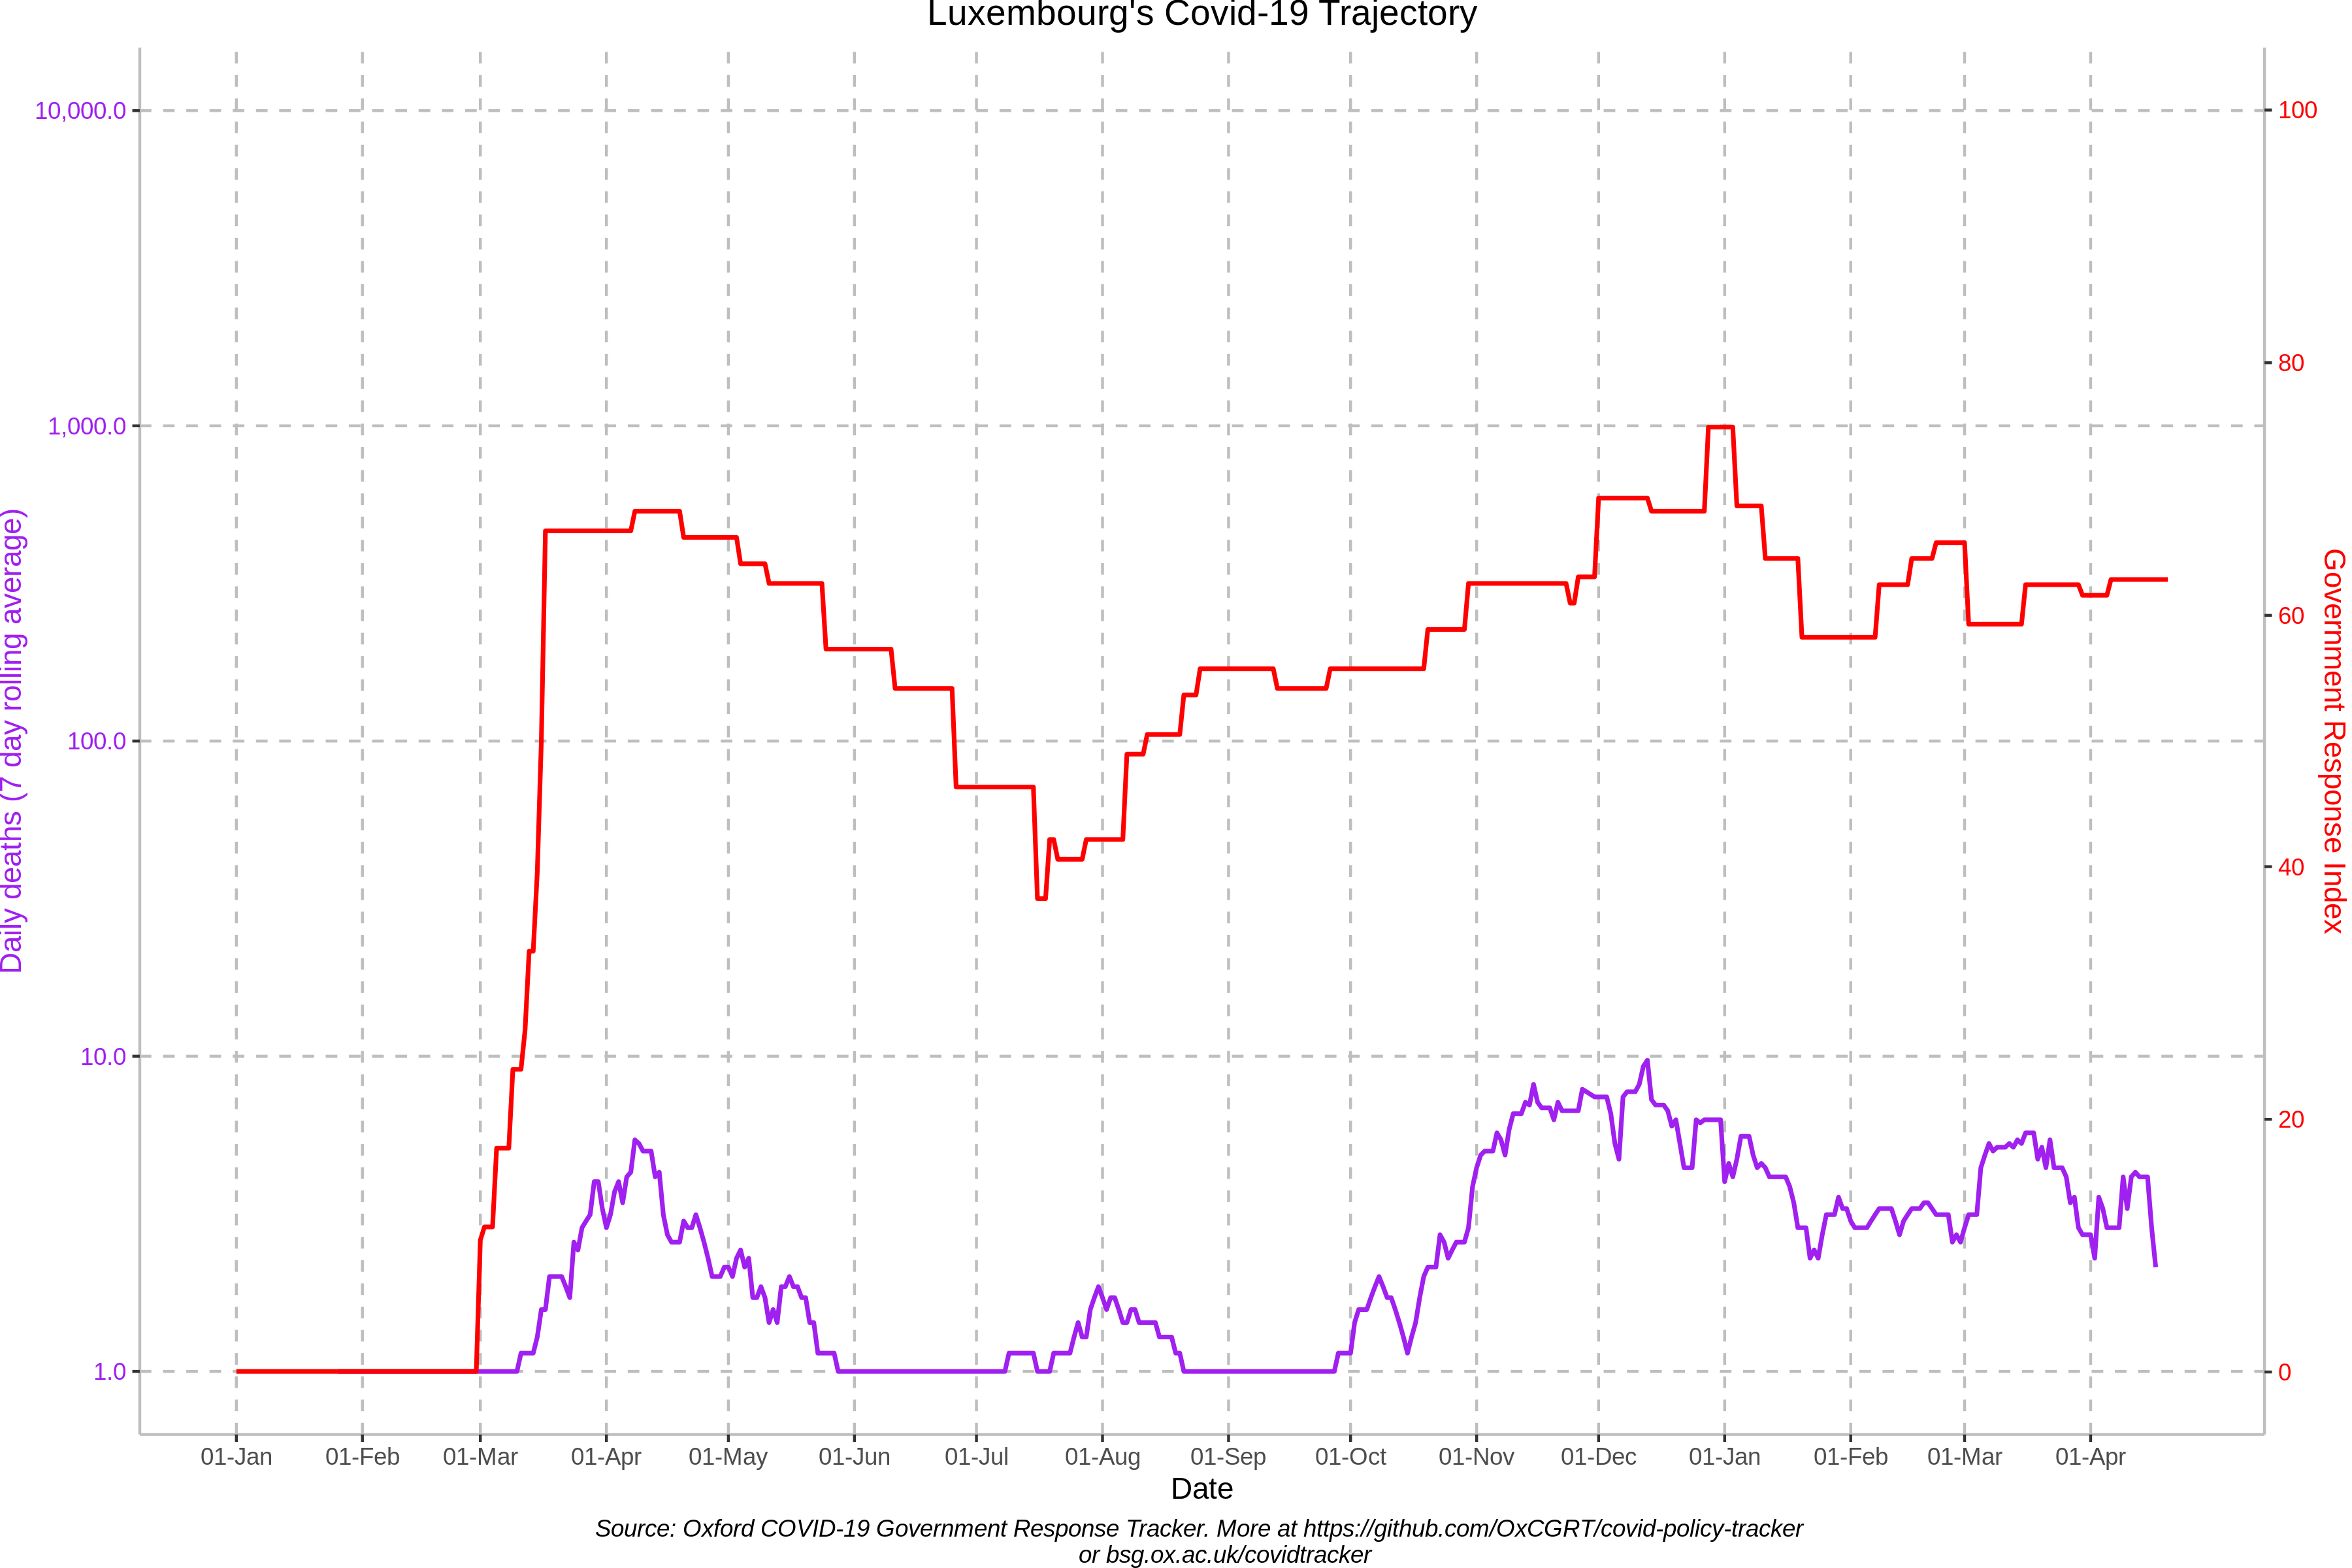 Luxembourg's Covid-19 Trajectory
Daily deaths (7 day rolling average)
10,000.0
1,000.0
100.0
10.0
1.0
100
80
60
40
20
0
Government Response Index
01-Jan 01-Feb 01-Mar 01-Apr 01-May 01-Jun 01-Jul 01-Aug 01-Sep 01-Oct 01-Nov 01-Dec 01-Jan 01-Feb 01-Mar 01-Apr
Date
Source: Oxford COVID-19 Government Response Tracker. More at https://github.com/OxCGRT/covid-policy-tracker
or bsg.ox.ac.uk/covidtracker